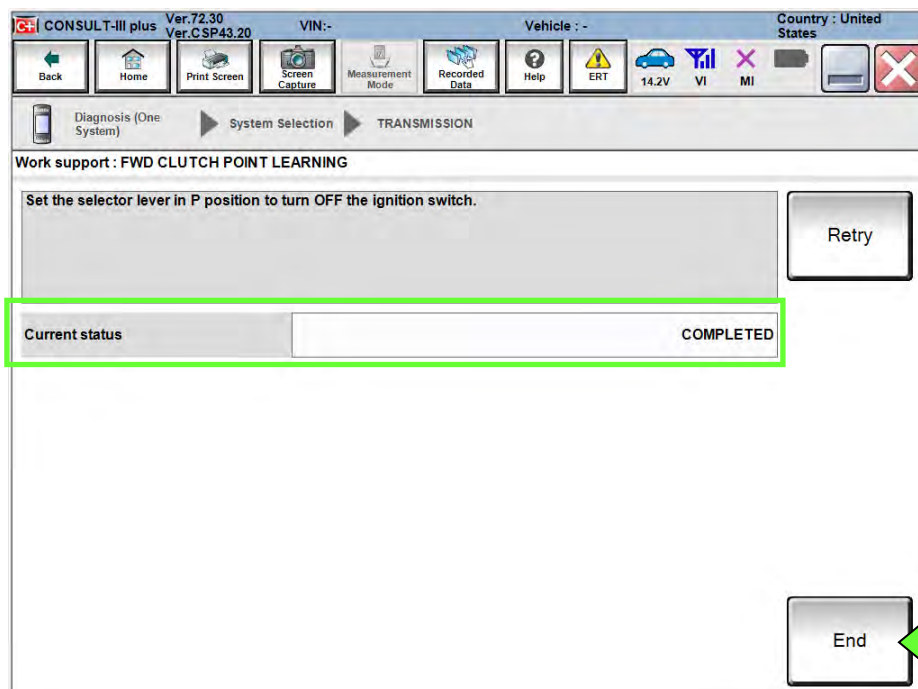 C+ CONSULT-III plus Ver.72.30 VIN:- Vehicle : - Country : United
Ver.CSP43.20 States
Back Home Print Screen Screen Capture Measurement Mode Recorded Data Help ERT 14.2V VI MI
Diagnosis (One
System) System Selection TRANSMISSION
Work support : FWD CLUTCH POINT LEARNING
Set the selector lever in P position to turn OFF the ignition switch.
Retry
Current status COMPLETED
End